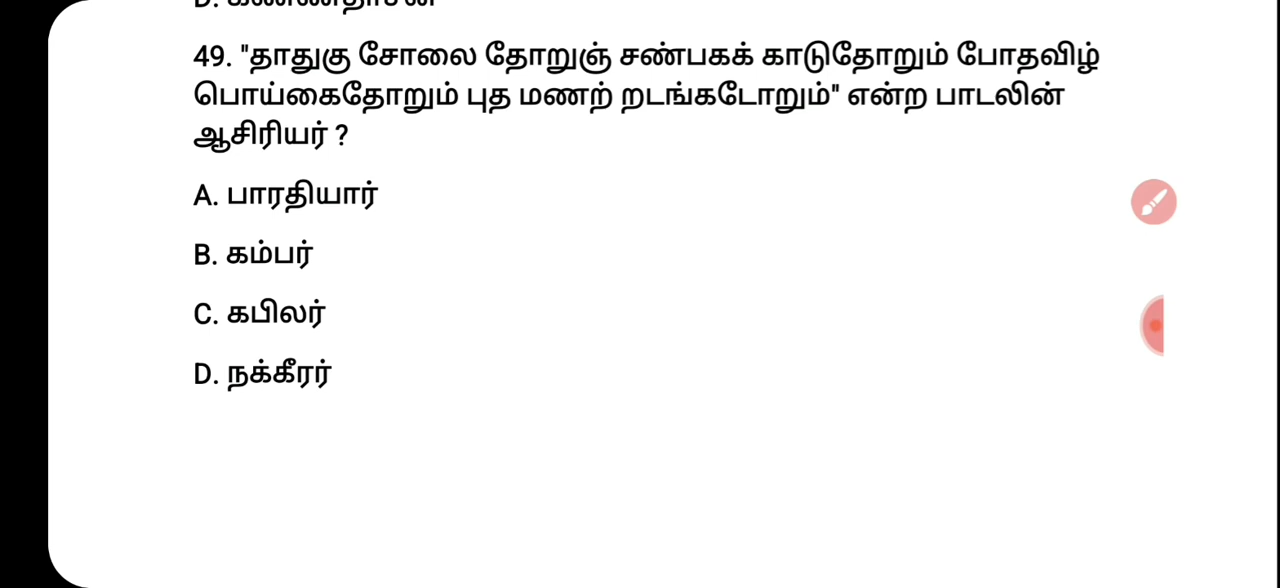 49. "தாதுகு சோலை தோறுஞ் சண்பகக் காடுதோறும் போதவிழ்
பொய்கைதோறும் புத மணற் றடங்கடோறும்" என்ற பாடலின்
ஆசிரியர் ?
A. பாரதியார்
B. கம்பர்
C. கபிலர்
D. நக்கீரர்